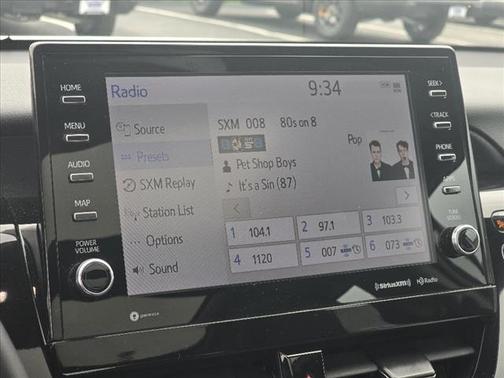 Radio 9:34
HOME
MENU
AUDIO
MAP
POWER
VOLUME
Source
Presets
SXM Replay
Station List
Options
Sound
SXM 008 80s on 8
Pop
Pet Shop Boys
It's a Sin (87)
1 104.1 2 97.1 3 103.3
4 1120 5 007 6 073
SEEK>
<TRACK
PHONE
TUNE
SCROLL
((SiriusXM)) HD Radio